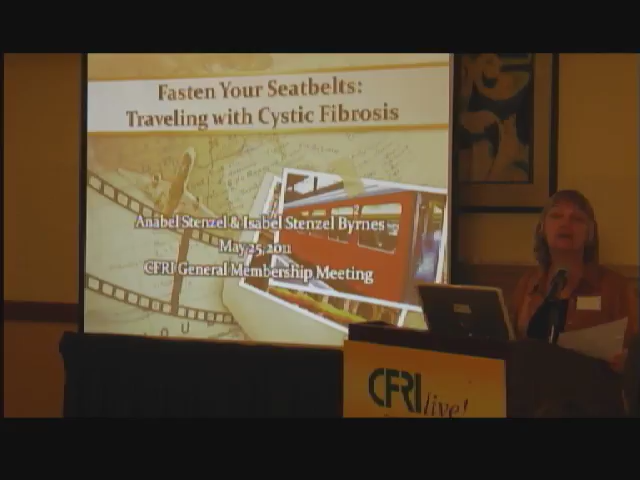 Fasten Your Seatbelts:
Traveling with Cystic Fibrosis
Anabel Stenzel & Isabel Stenzel Byrnes
May 25, 2011
CFRI General Membership Meeting
CFRI live!